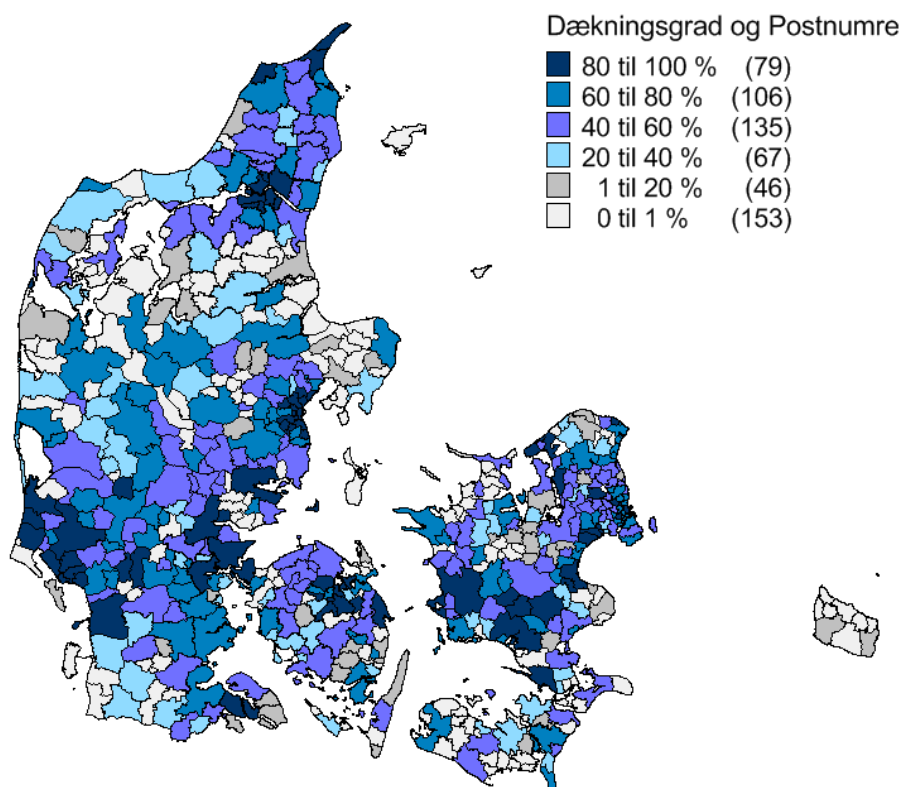 Dækningsgrad og Postnumre
80 til 100 % (79)
60 til 80 % (106)
40 til 60 % (135)
20 til 40 % (67)
1 til 20 % (46)
0 til 1 % (153)